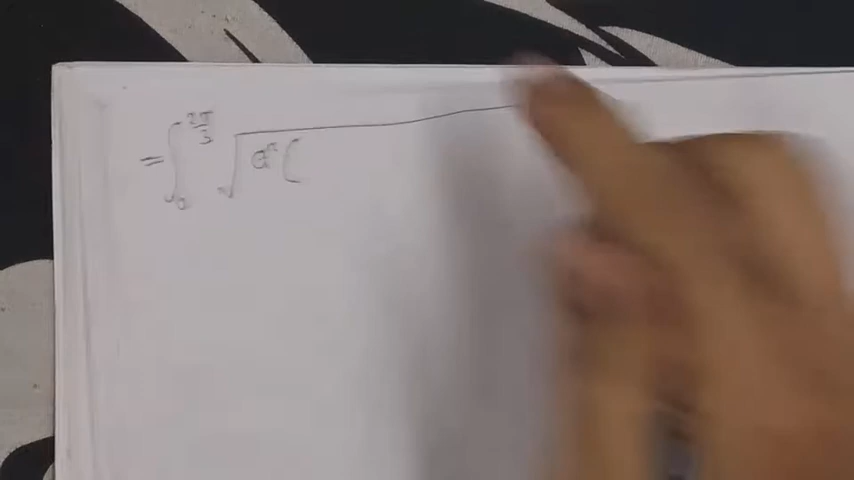 = ∫₀^{2π/3} √a²(